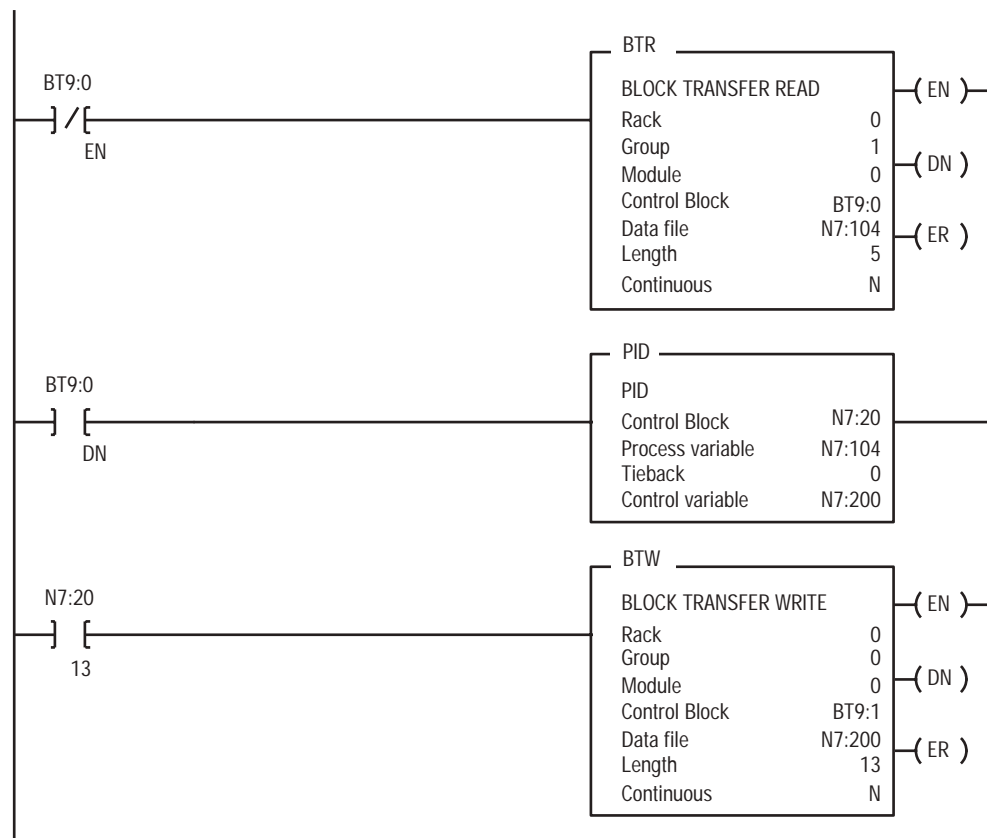 BTR
BT9:0
EN
BLOCK TRANSFER READ
Rack 0
Group 1
Module 0
Control Block BT9:0
Data file N7:104
Length 5
Continuous N
EN
DN
ER
PID
BT9:0
DN
PID
Control Block N7:20
Process variable N7:104
Tieback 0
Control variable N7:200
BTW
N7:20
13
BLOCK TRANSFER WRITE
Rack 0
Group 0
Module 0
Control Block BT9:1
Data file N7:200
Length 13
Continuous N
EN
DN
ER